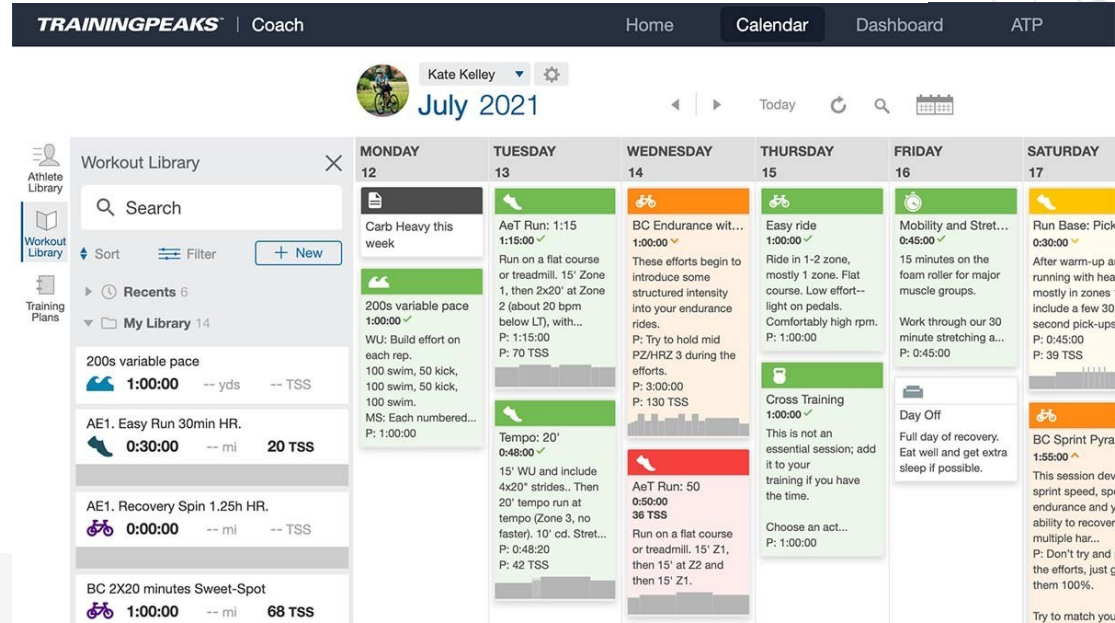 TRAININGPEAKS | Coach
Home
Calendar
Dashboard
ATP
Kate Kelley
July 2021
Today
Athlete
Library
Workout
Library
Training
Plans
Workout Library
Search
Sort
Filter
+ New
Recents 6
My Library 14
200s variable pace
1:00:00 -- yds -- TSS
AE1. Easy Run 30min HR.
0:30:00 -- mi 20 TSS
AE1. Recovery Spin 1.25h HR.
0:00:00 -- mi -- TSS
BC 2X20 minutes Sweet-Spot
1:00:00 -- mi 68 TSS
MONDAY
12
Carb Heavy this
week
200s variable pace
1:00:00
WU: Build effort on
each rep.
100 swim, 50 kick,
100 swim, 50 kick,
100 swim.
MS: Each numbered...
P: 1:00:00
TUESDAY
13
AeT Run: 1:15
1:15:00
Run on a flat course
or treadmill. 15' Zone
1, then 2x20' at Zone
2 (about 20 bpm
below LT), with...
P: 1:15:00
P: 70 TSS
Tempo: 20'
0:48:00
15' WU and include
4x20" strides.. Then
20' tempo run at
tempo (Zone 3, no
faster). 10' cd. Stret...
P: 0:48:20
P: 42 TSS
WEDNESDAY
14
BC Endurance wit...
1:00:00
These efforts begin to
introduce some
structured intensity
into your endurance
rides.
P: Try to hold mid
PZ/HRZ 3 during the
efforts.
P: 3:00:00
P: 130 TSS
AeT Run: 50
0:50:00
36 TSS
Run on a flat course
or treadmill. 15' Z1,
then 15' at Z2 and
then 15' Z1.
THURSDAY
15
Easy ride
1:00:00
Ride in 1-2 zone,
mostly 1 zone. Flat
course. Low effort--
light on pedals.
Comfortably high rpm.
P: 1:00:00
Cross Training
1:00:00
This is not an
essential session; add
it to your
training if you have
the time.
Choose an act...
P: 1:00:00
FRIDAY
16
Mobility and Stret...
0:45:00
15 minutes on the
foam roller for major
muscle groups.
Work through our 30
minute stretching a...
P: 0:45:00
Day Off
Full day of recovery.
Eat well and get extra
sleep if possible.
SATURDAY
17
Run Base: Pick
0:30:00
After warm-up a
running with hea
mostly in zones
include a few 30
second pick-ups
P: 0:45:00
P: 39 TSS
BC Sprint Pyra
1:55:00
This session dev
sprint speed, sp
endurance and y
ability to recover
multiple har...
P: Don't try and
the efforts, just g
them 100%.
Try to match you